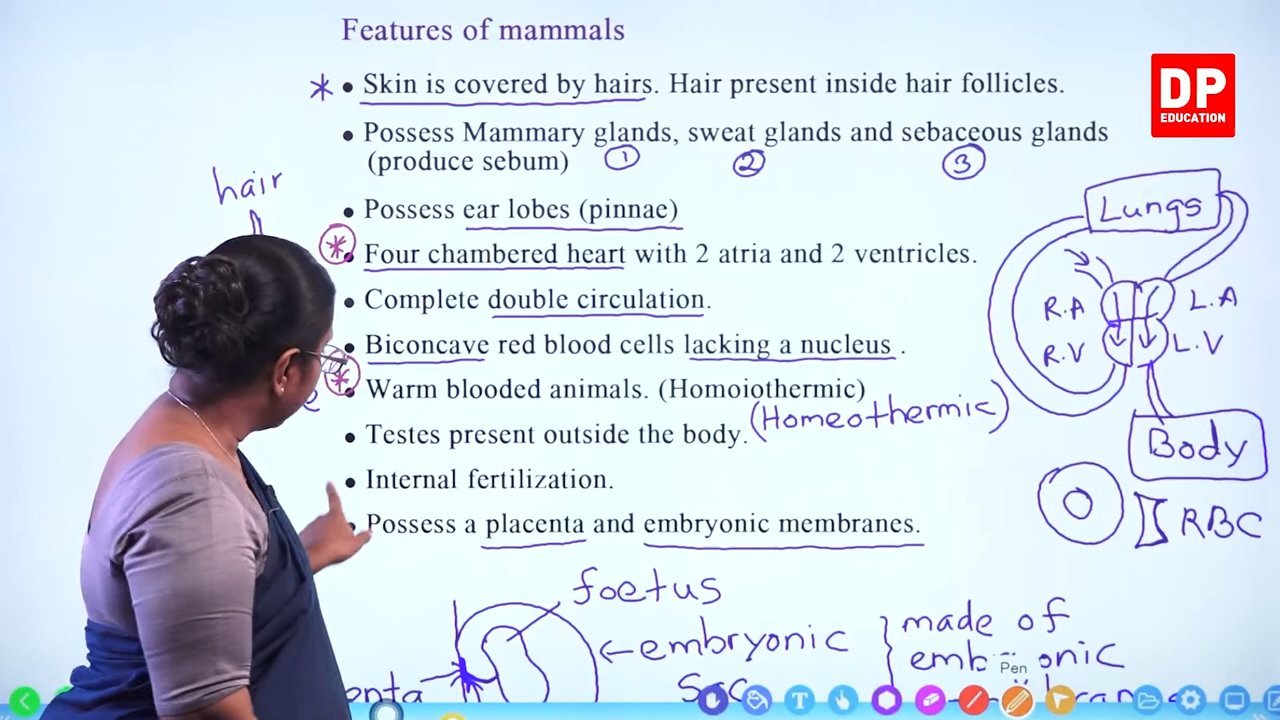 Features of mammals
* • Skin is covered by hairs. Hair present inside hair follicles.
DP
EDUCATION
• Possess Mammary glands, sweat glands and sebaceous glands
(produce sebum) 1 2 3
hair
Lungs
• Possess ear lobes (pinnae)
* • Four chambered heart with 2 atria and 2 ventricles.
• Complete double circulation.
R.A L.A
• Biconcave red blood cells lacking a nucleus .
R.V L.V
* • Warm blooded animals. (Homoiothermic)
(Homeothermic)
• Testes present outside the body.
Body
• Internal fertilization.
• Possess a placenta and embryonic membranes.
RBC
foetus
embryonic
made of
Pen
T